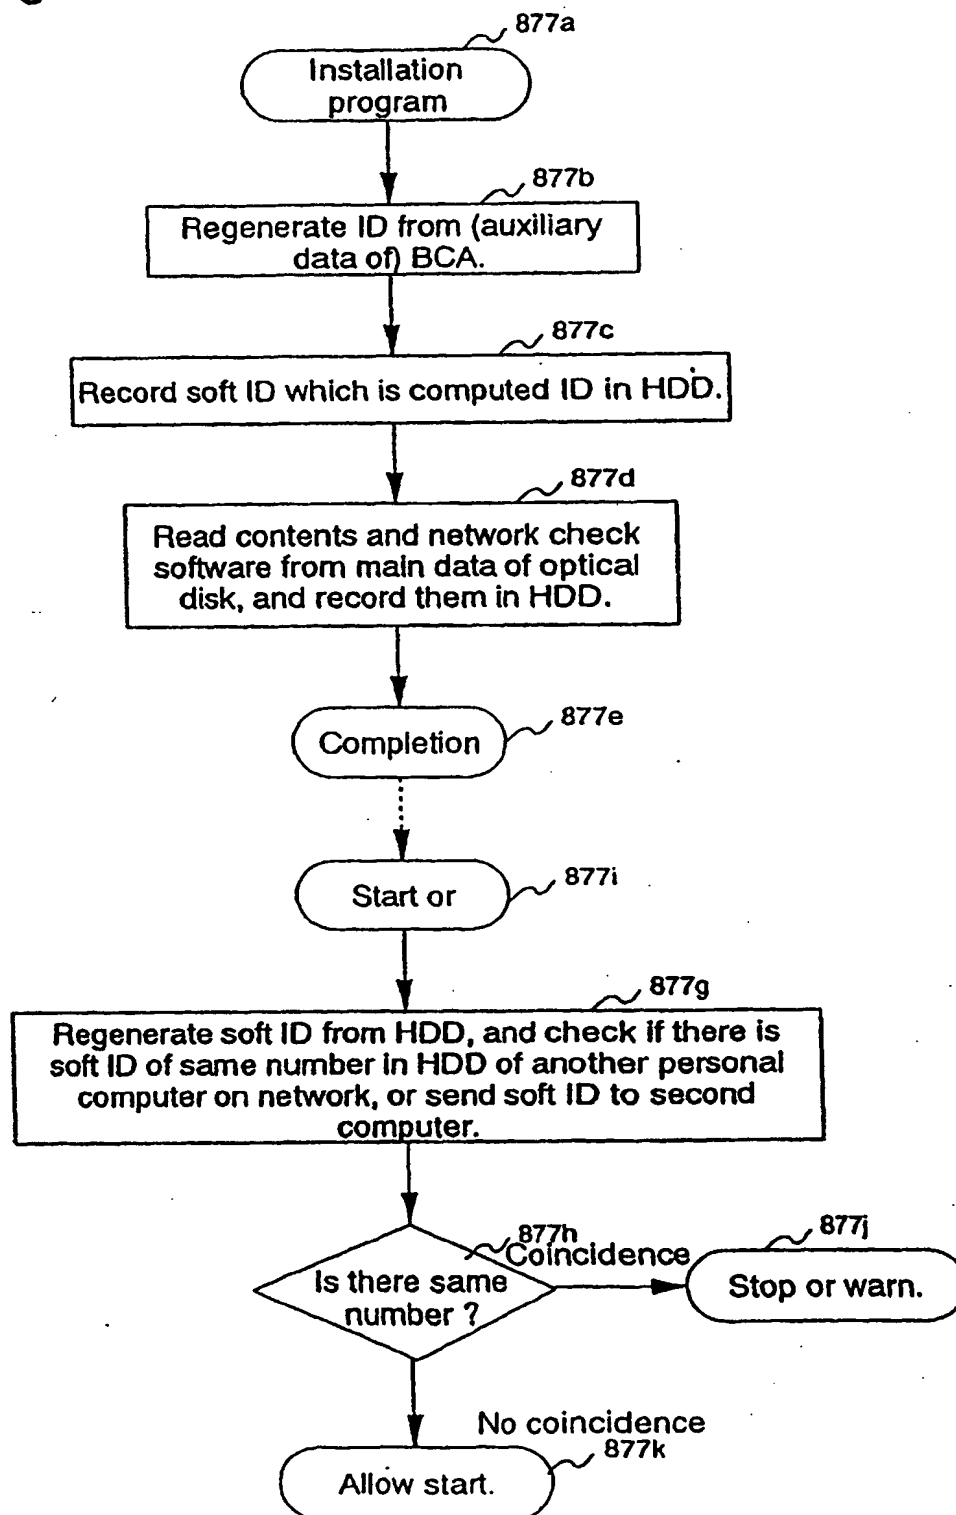 877a
Installation
program
877b
Regenerate ID from (auxiliary
data of) BCA.
877c
Record soft ID which is computed ID in HDD.
877d
Read contents and network check
software from main data of optical
disk, and record them in HDD.
877e
Completion
877i
Start or
877g
Regenerate soft ID from HDD, and check if there is
soft ID of same number in HDD of another personal
computer on network, or send soft ID to second
computer.
877h
Coincidence
877j
Is there same
number ?
Stop or warn.
No coincidence
877k
Allow start.